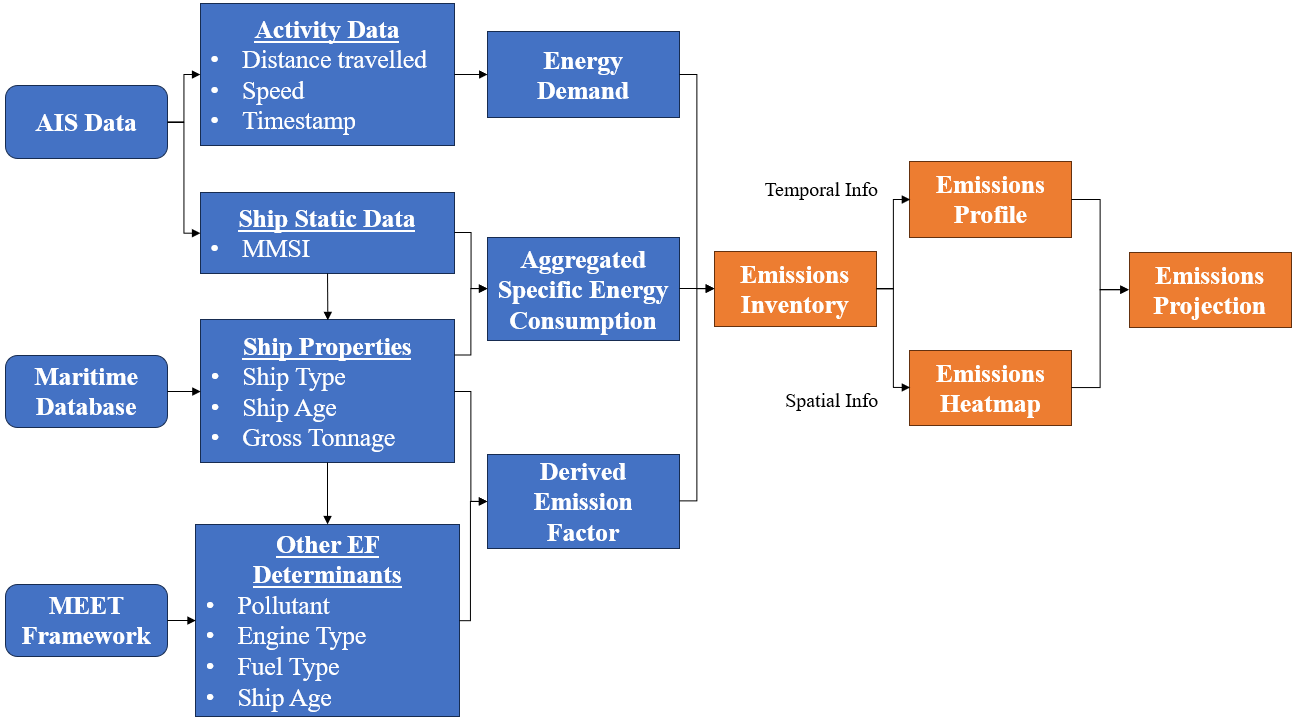 AIS Data
Activity Data
• Distance travelled
• Speed
• Timestamp
Energy
Demand
Ship Static Data
• MMSI
Aggregated
Specific Energy
Consumption
Maritime
Database
Ship Properties
• Ship Type
• Ship Age
• Gross Tonnage
Derived
Emission
Factor
MEET
Framework
Other EF
Determinants
• Pollutant
• Engine Type
• Fuel Type
• Ship Age
Emissions
Inventory
Temporal Info
Emissions
Profile
Spatial Info
Emissions
Heatmap
Emissions
Projection